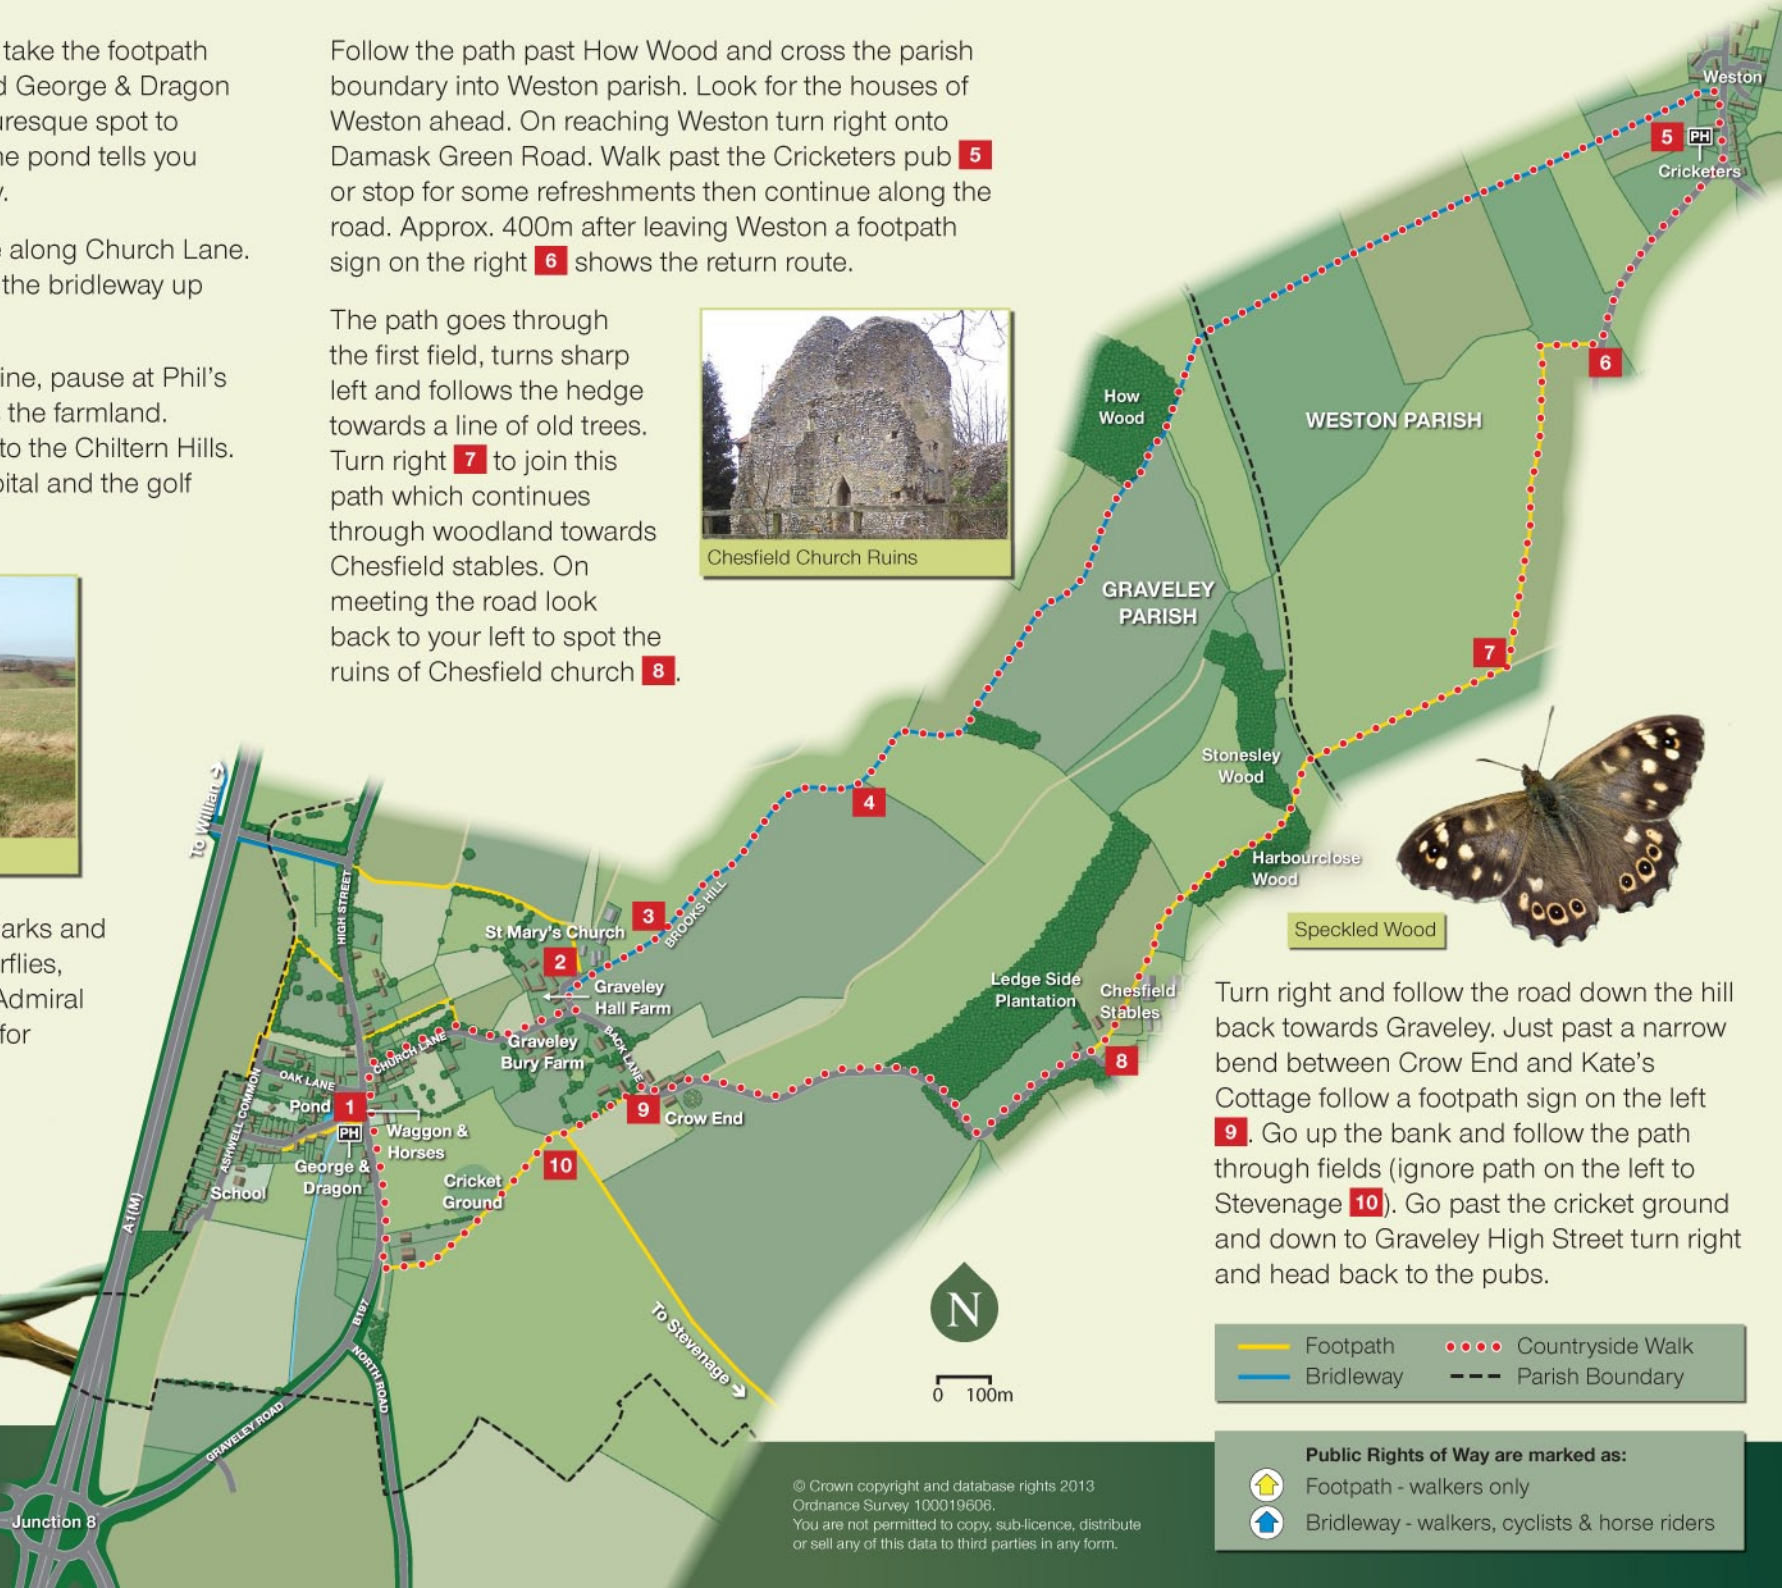 take the footpath
George & Dragon
spot to
pond tells you
along Church Lane.
the bridleway up
pause at Phil's
the farmland.
to the Chiltern Hills.
and the golf
and
for
Follow the path past How Wood and cross the parish
boundary into Weston parish. Look for the houses of
Weston ahead. On reaching Weston turn right onto
Damask Green Road. Walk past the Cricketers pub 5
or stop for some refreshments then continue along the
road. Approx. 400m after leaving Weston a footpath
sign on the right 6 shows the return route.
The path goes through
the first field, turns sharp
left and follows the hedge
towards a line of old trees.
Turn right 7 to join this
path which continues
through woodland towards
Chesfield stables. On
meeting the road look
back to your left to spot the
ruins of Chesfield church 8.
Chesfield Church Ruins
Weston
5 PH
Cricketers
6
How
Wood
WESTON PARISH
GRAVELEY
PARISH
7
Stonesley
Wood
4
Harbourclose
Wood
Speckled Wood
To Willian
HIGH STREET
3
BROOKS HILL
St Mary's Church
2
Graveley
Hall Farm
Ledge Side
Plantation
Chesfield
Stables
8
CHURCH LANE
Graveley
Bury Farm
BACK LANE
OAK LANE
ASHWELL COMMON
Pond 1
PH
Waggon &
Horses
George &
Dragon
School
9
Crow End
10
Cricket
Ground
A1(M)
B197
NORTH ROAD
GRAVELEY ROAD
To Stevenage
Junction 8
N
0 100m
Turn right and follow the road down the hill
back towards Graveley. Just past a narrow
bend between Crow End and Kate's
Cottage follow a footpath sign on the left
9. Go up the bank and follow the path
through fields (ignore path on the left to
Stevenage 10). Go past the cricket ground
and down to Graveley High Street turn right
and head back to the pubs.
Footpath
Countryside Walk
Bridleway
Parish Boundary
Public Rights of Way are marked as:
Footpath - walkers only
Bridleway - walkers, cyclists & horse riders
© Crown copyright and database rights 2013
Ordnance Survey 100019606.
You are not permitted to copy, sub-licence, distribute
or sell any of this data to third parties in any form.